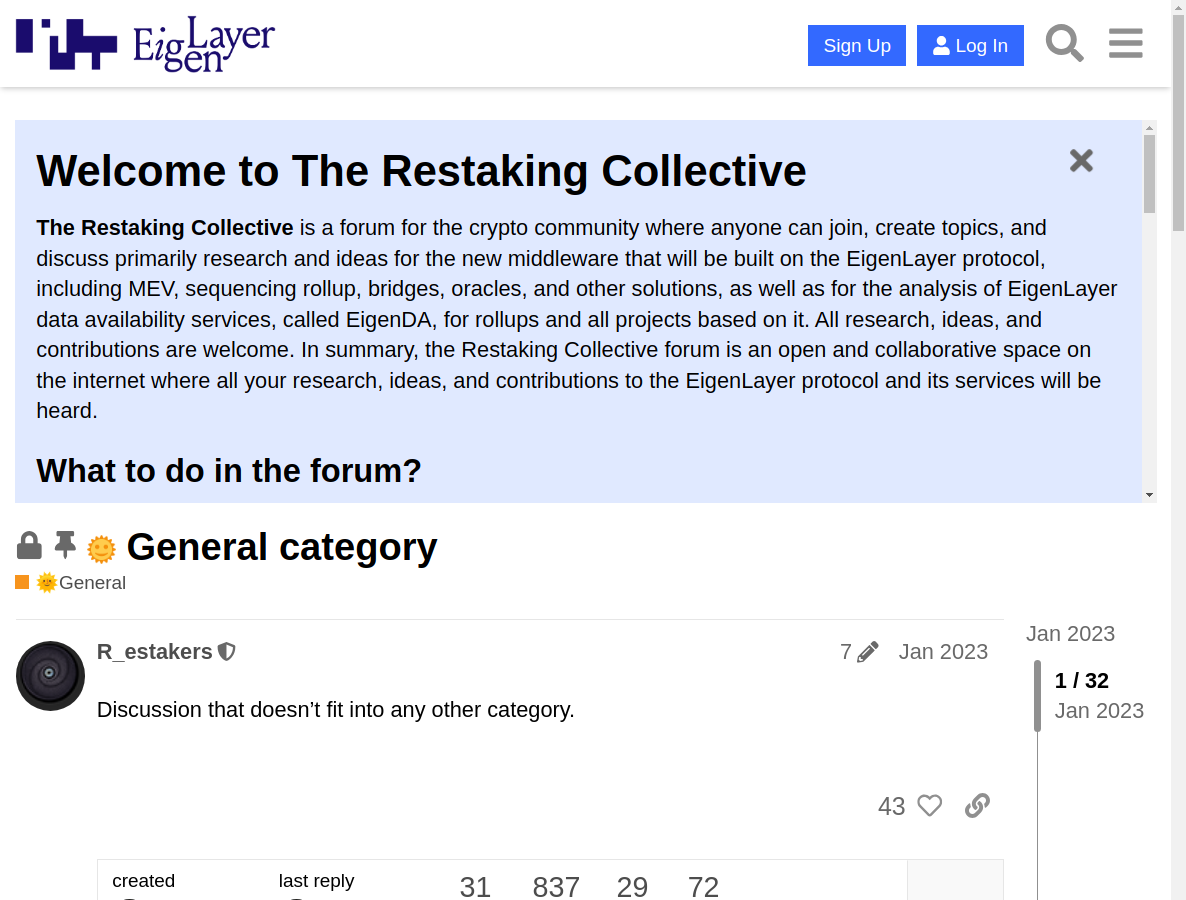 EigenLayer
Sign Up
Log In
Welcome to The Restaking Collective
The Restaking Collective is a forum for the crypto community where anyone can join, create topics, and
discuss primarily research and ideas for the new middleware that will be built on the EigenLayer protocol,
including MEV, sequencing rollup, bridges, oracles, and other solutions, as well as for the analysis of EigenLayer
data availability services, called EigenDA, for rollups and all projects based on it. All research, ideas, and
contributions are welcome. In summary, the Restaking Collective forum is an open and collaborative space on
the internet where all your research, ideas, and contributions to the EigenLayer protocol and its services will be
heard.
What to do in the forum?
🌞 General category
🌞General
R_estakers
7
Jan 2023
Discussion that doesn’t fit into any other category.
43
created
last reply
31
837
29
72
Jan 2023
1 / 32
Jan 2023